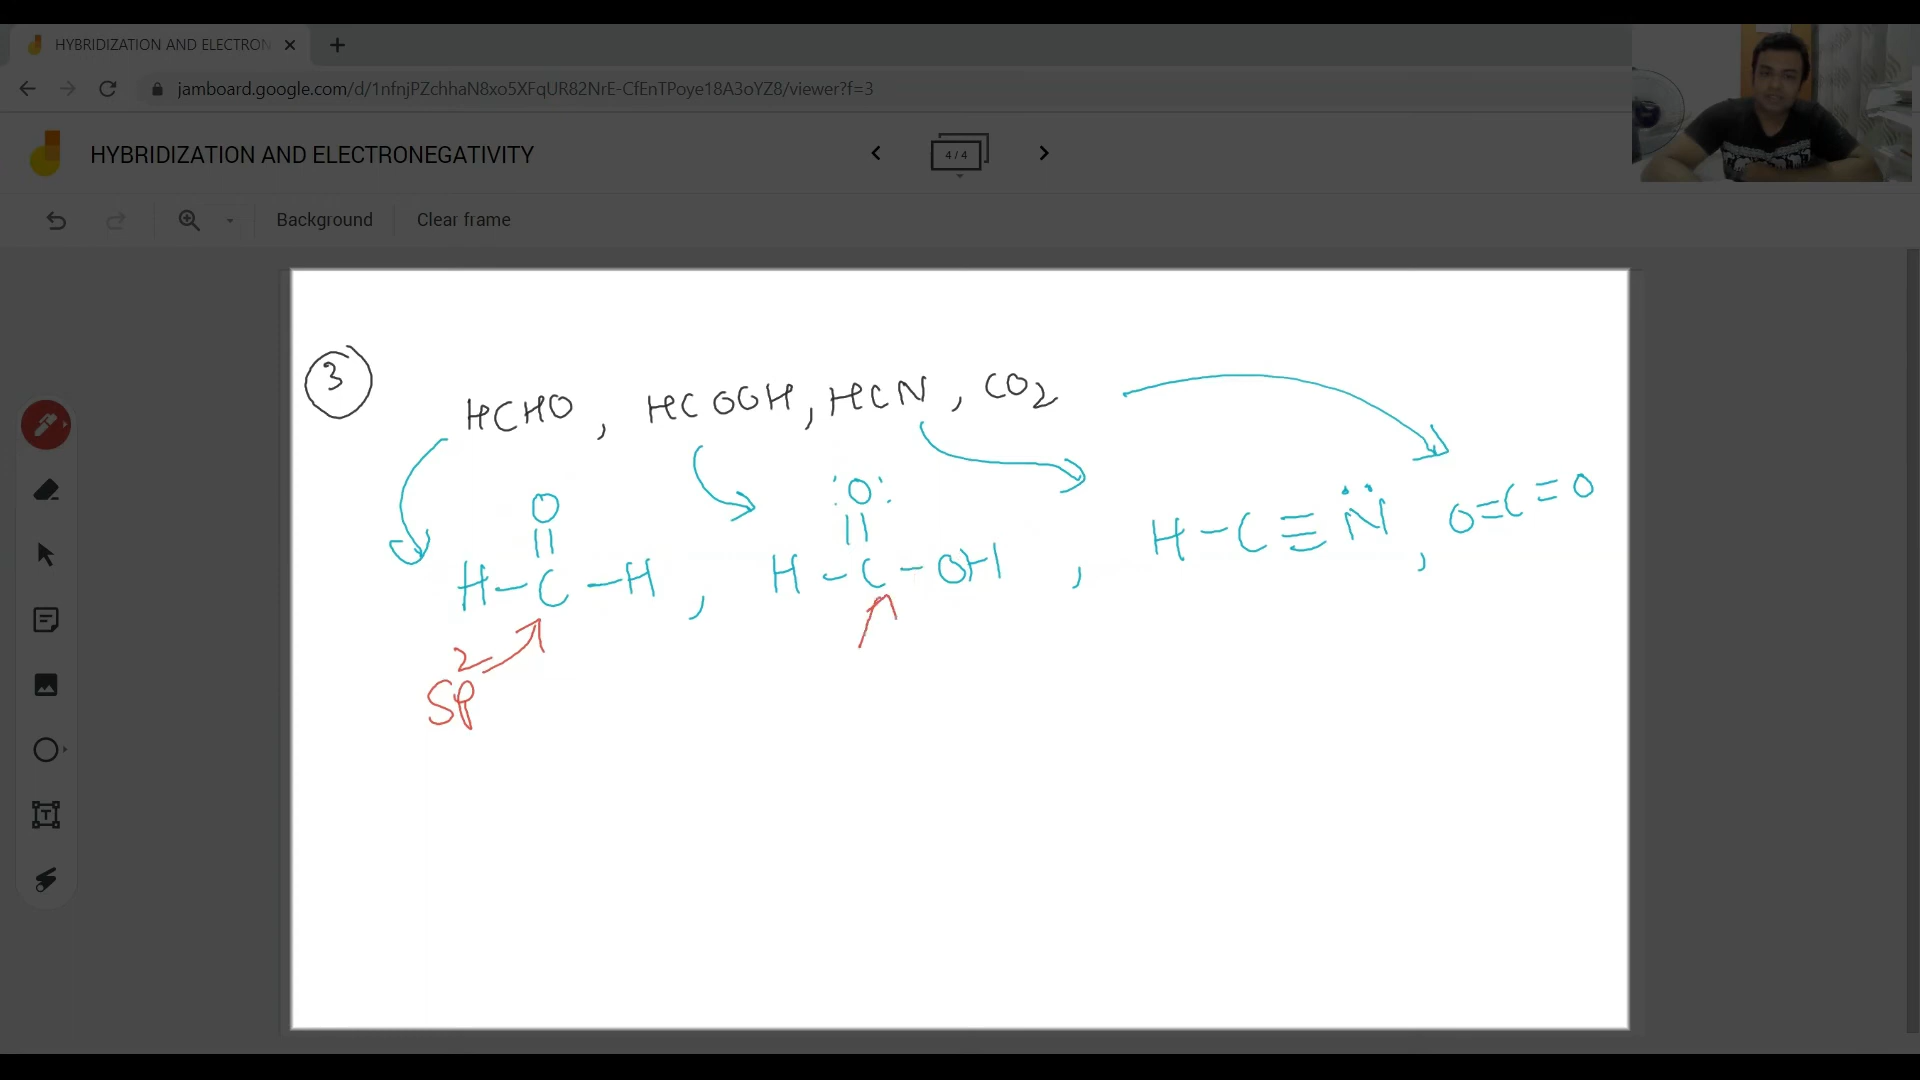 HYBRIDIZATION AND ELECTRON
jamboard.google.com/d/1nfnjPZchhaN8xo5XFqUR82NrE-CfEnTPoye18A3oYZ8/viewer?f=3
HYBRIDIZATION AND ELECTRONEGATIVITY
4 / 4
Background Clear frame
3
HCHO, HCOOH, HCN, CO2
O
||
H-C-H,
:O:
||
H-C-OH,
H-C≡N̈,
O=C=O
SP²